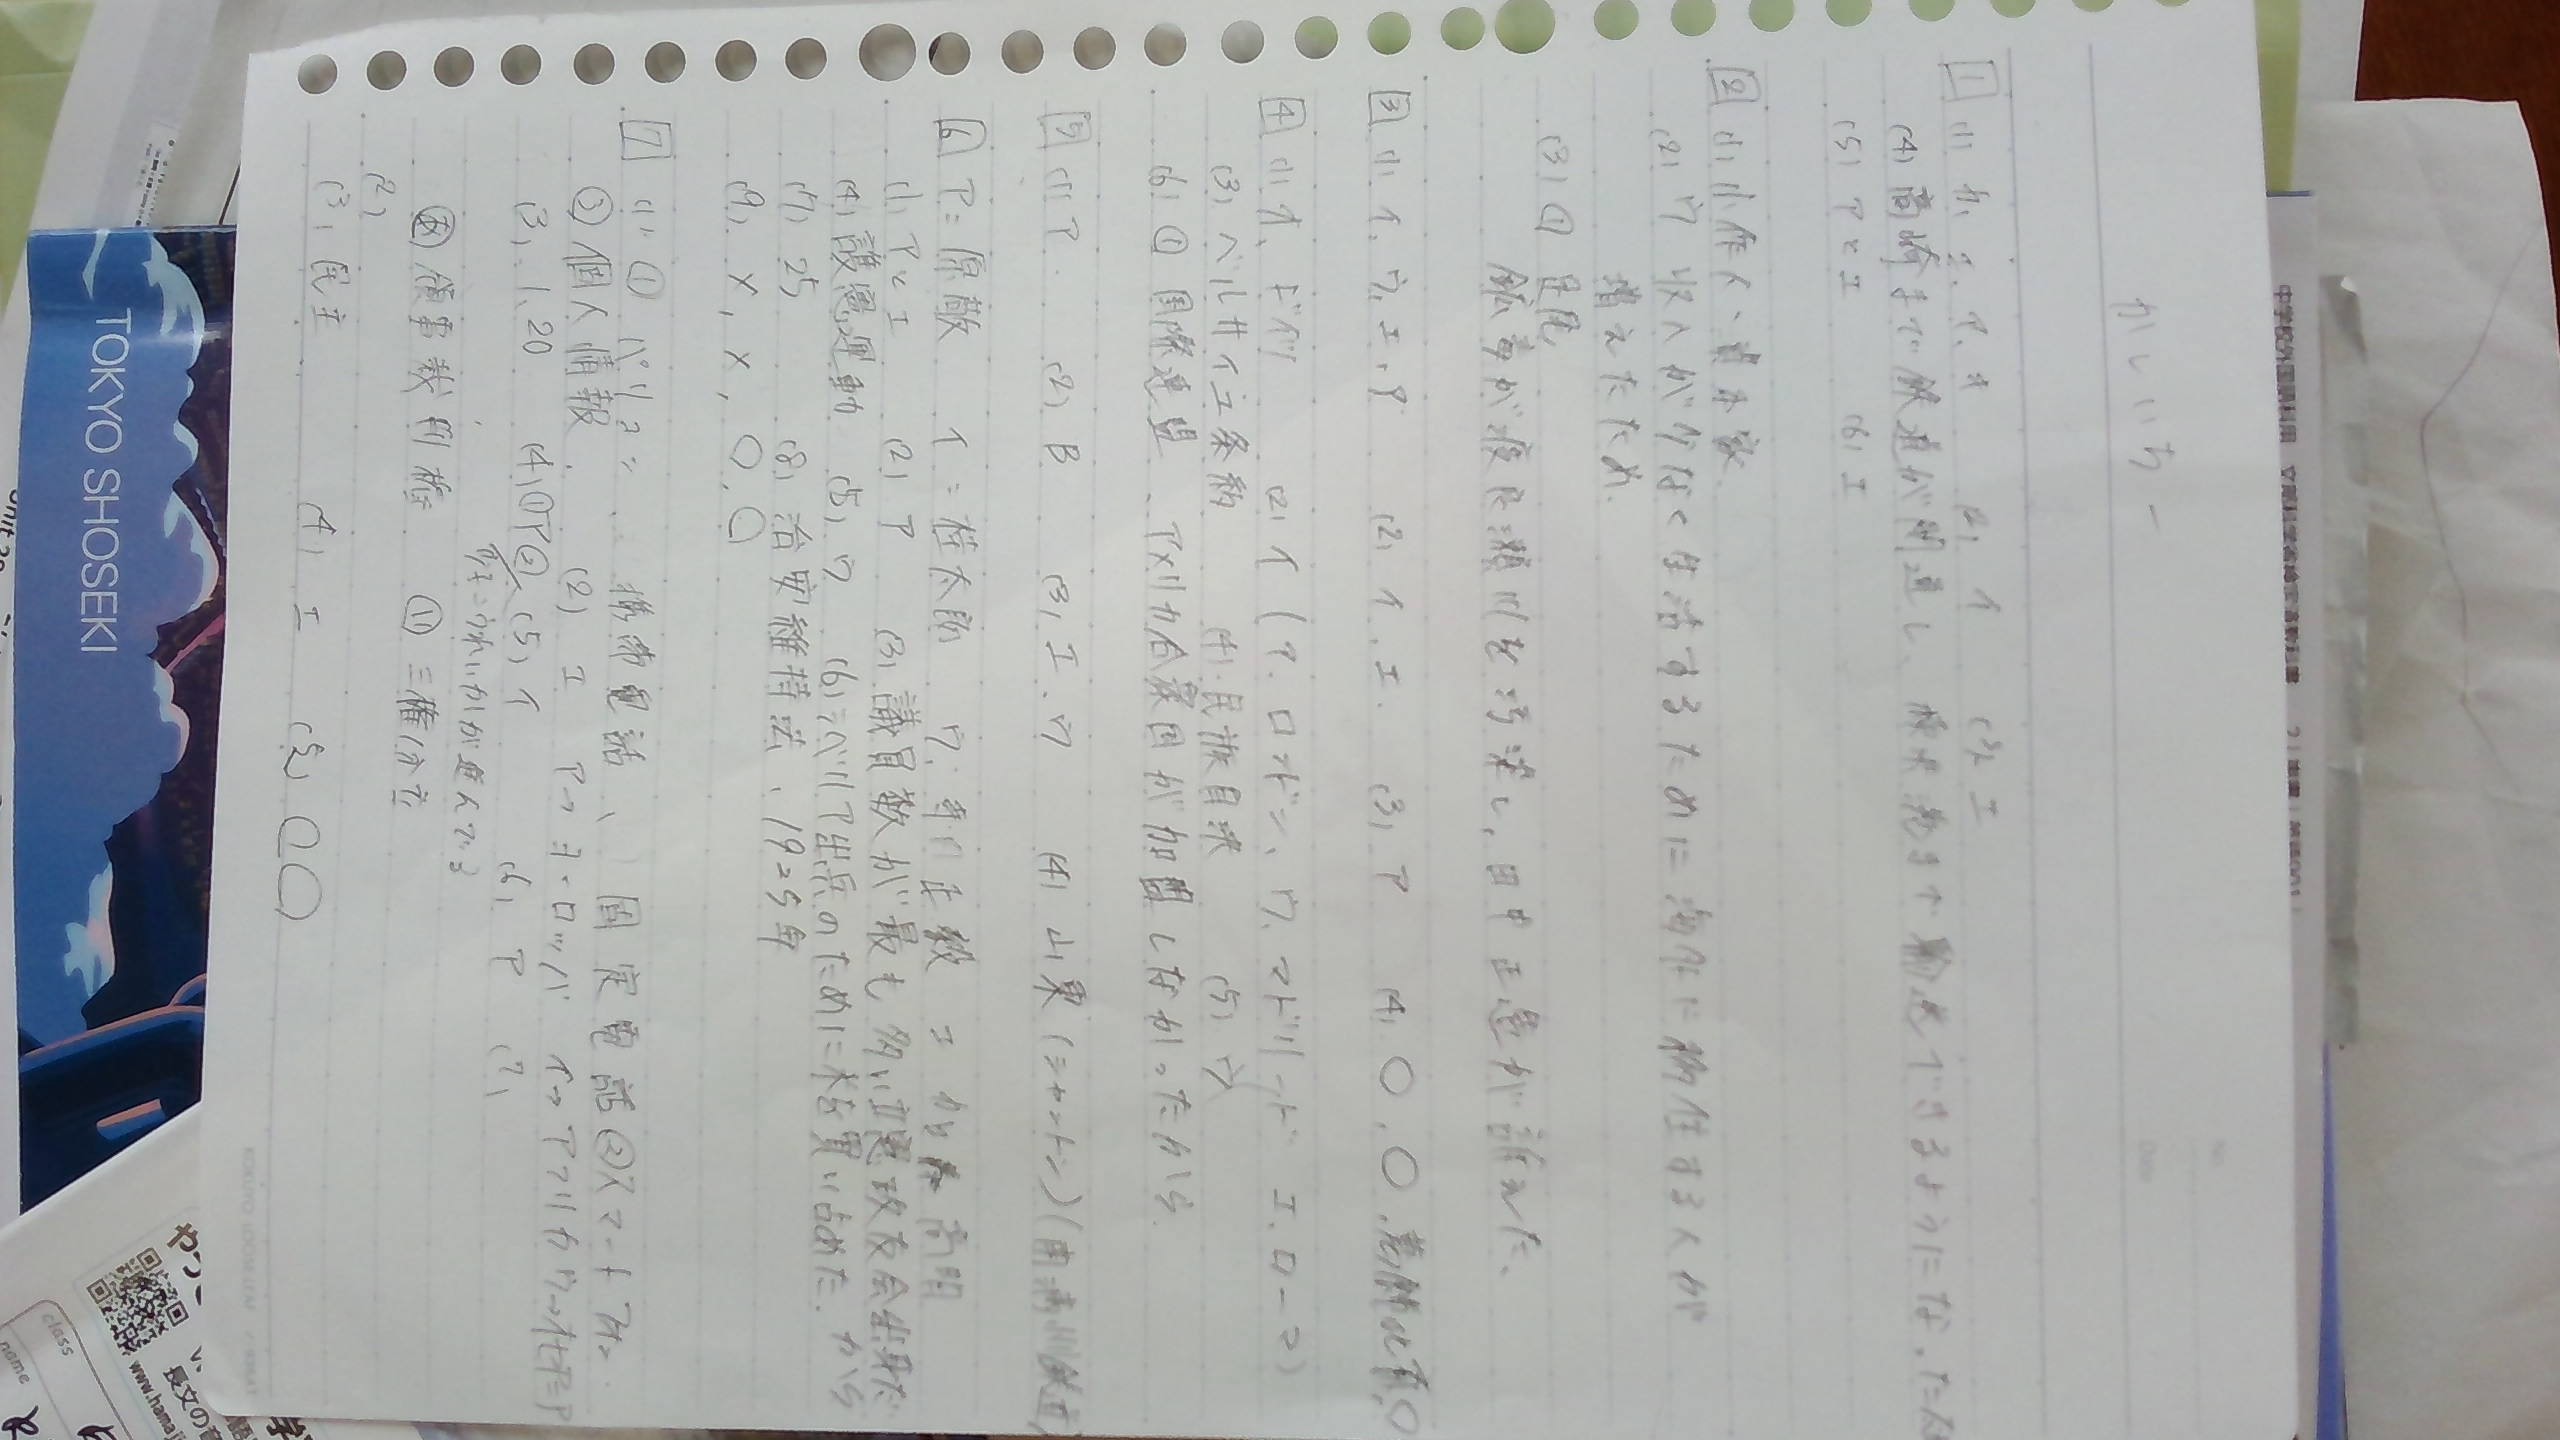 中学校外国語科用 文部科学省検定済教科書
No.
Date
かしいちー
1 (1) カ、エ、ア、オ (2) イ (3) エ
(4) 高崎まで鉄道が開通し、横浜港まで輸送できるようになった
(5) アとエ (6) エ
2 (1) 小作人・資本家
(2) ウ 収入が少なく生活するために海外に移住する人が
増えたため.
(3) ① 足尾
鉱毒が渡良瀬川を汚染し、田中正造が訴えた、
3 (1) イ、ウ、エ、ア (2) イ、エ. (3) ア (4) 〇、〇、葛飾北斎、〇
4 (1) オ、ドイツ (2) イ (ア. ロンドン、ウ. マドリード エ. ローマ)
(3) ベルサイユ条約 (4) 民族自決 (5) ウ
(6) ① 国際連盟 、アメリカ合衆国が加盟しなかったから
5 (1) ア (2) B (3) エ、ウ (4) 山東 (シャントン) (南満州鉄道)
6 ア=原敬 イ=桂太郎 ウ、寺内正毅 エ 高明
(1) アとエ (2) ア (3) 議員数が最も多い立憲政友会出身だ
から
(4) 護憲運動 (5) ウ (6) シベリア出兵のために米を買い占めた.
(7) 25 (8) 治安維持法、1925年
(9) ×, ×, 〇, 〇
7 (1) ① パソコン 、携帯電話、固定電話 ②スマートフォン
③ 個人情報 (2) エ ア→ヨーロッパ イ→アフリカ ウ→オセアニア
(3) 1.20 (4) ①ア② (5) イ (6) ア (7)
少子こうれいかが進んでる
あ 領事裁判権 い 三権分立
(2)
(3) 民主 (4) エ (5) 〇〇
KOKUYO LOOSE-LEAF
TOKYO SHOSEKI
長文の音
class
name